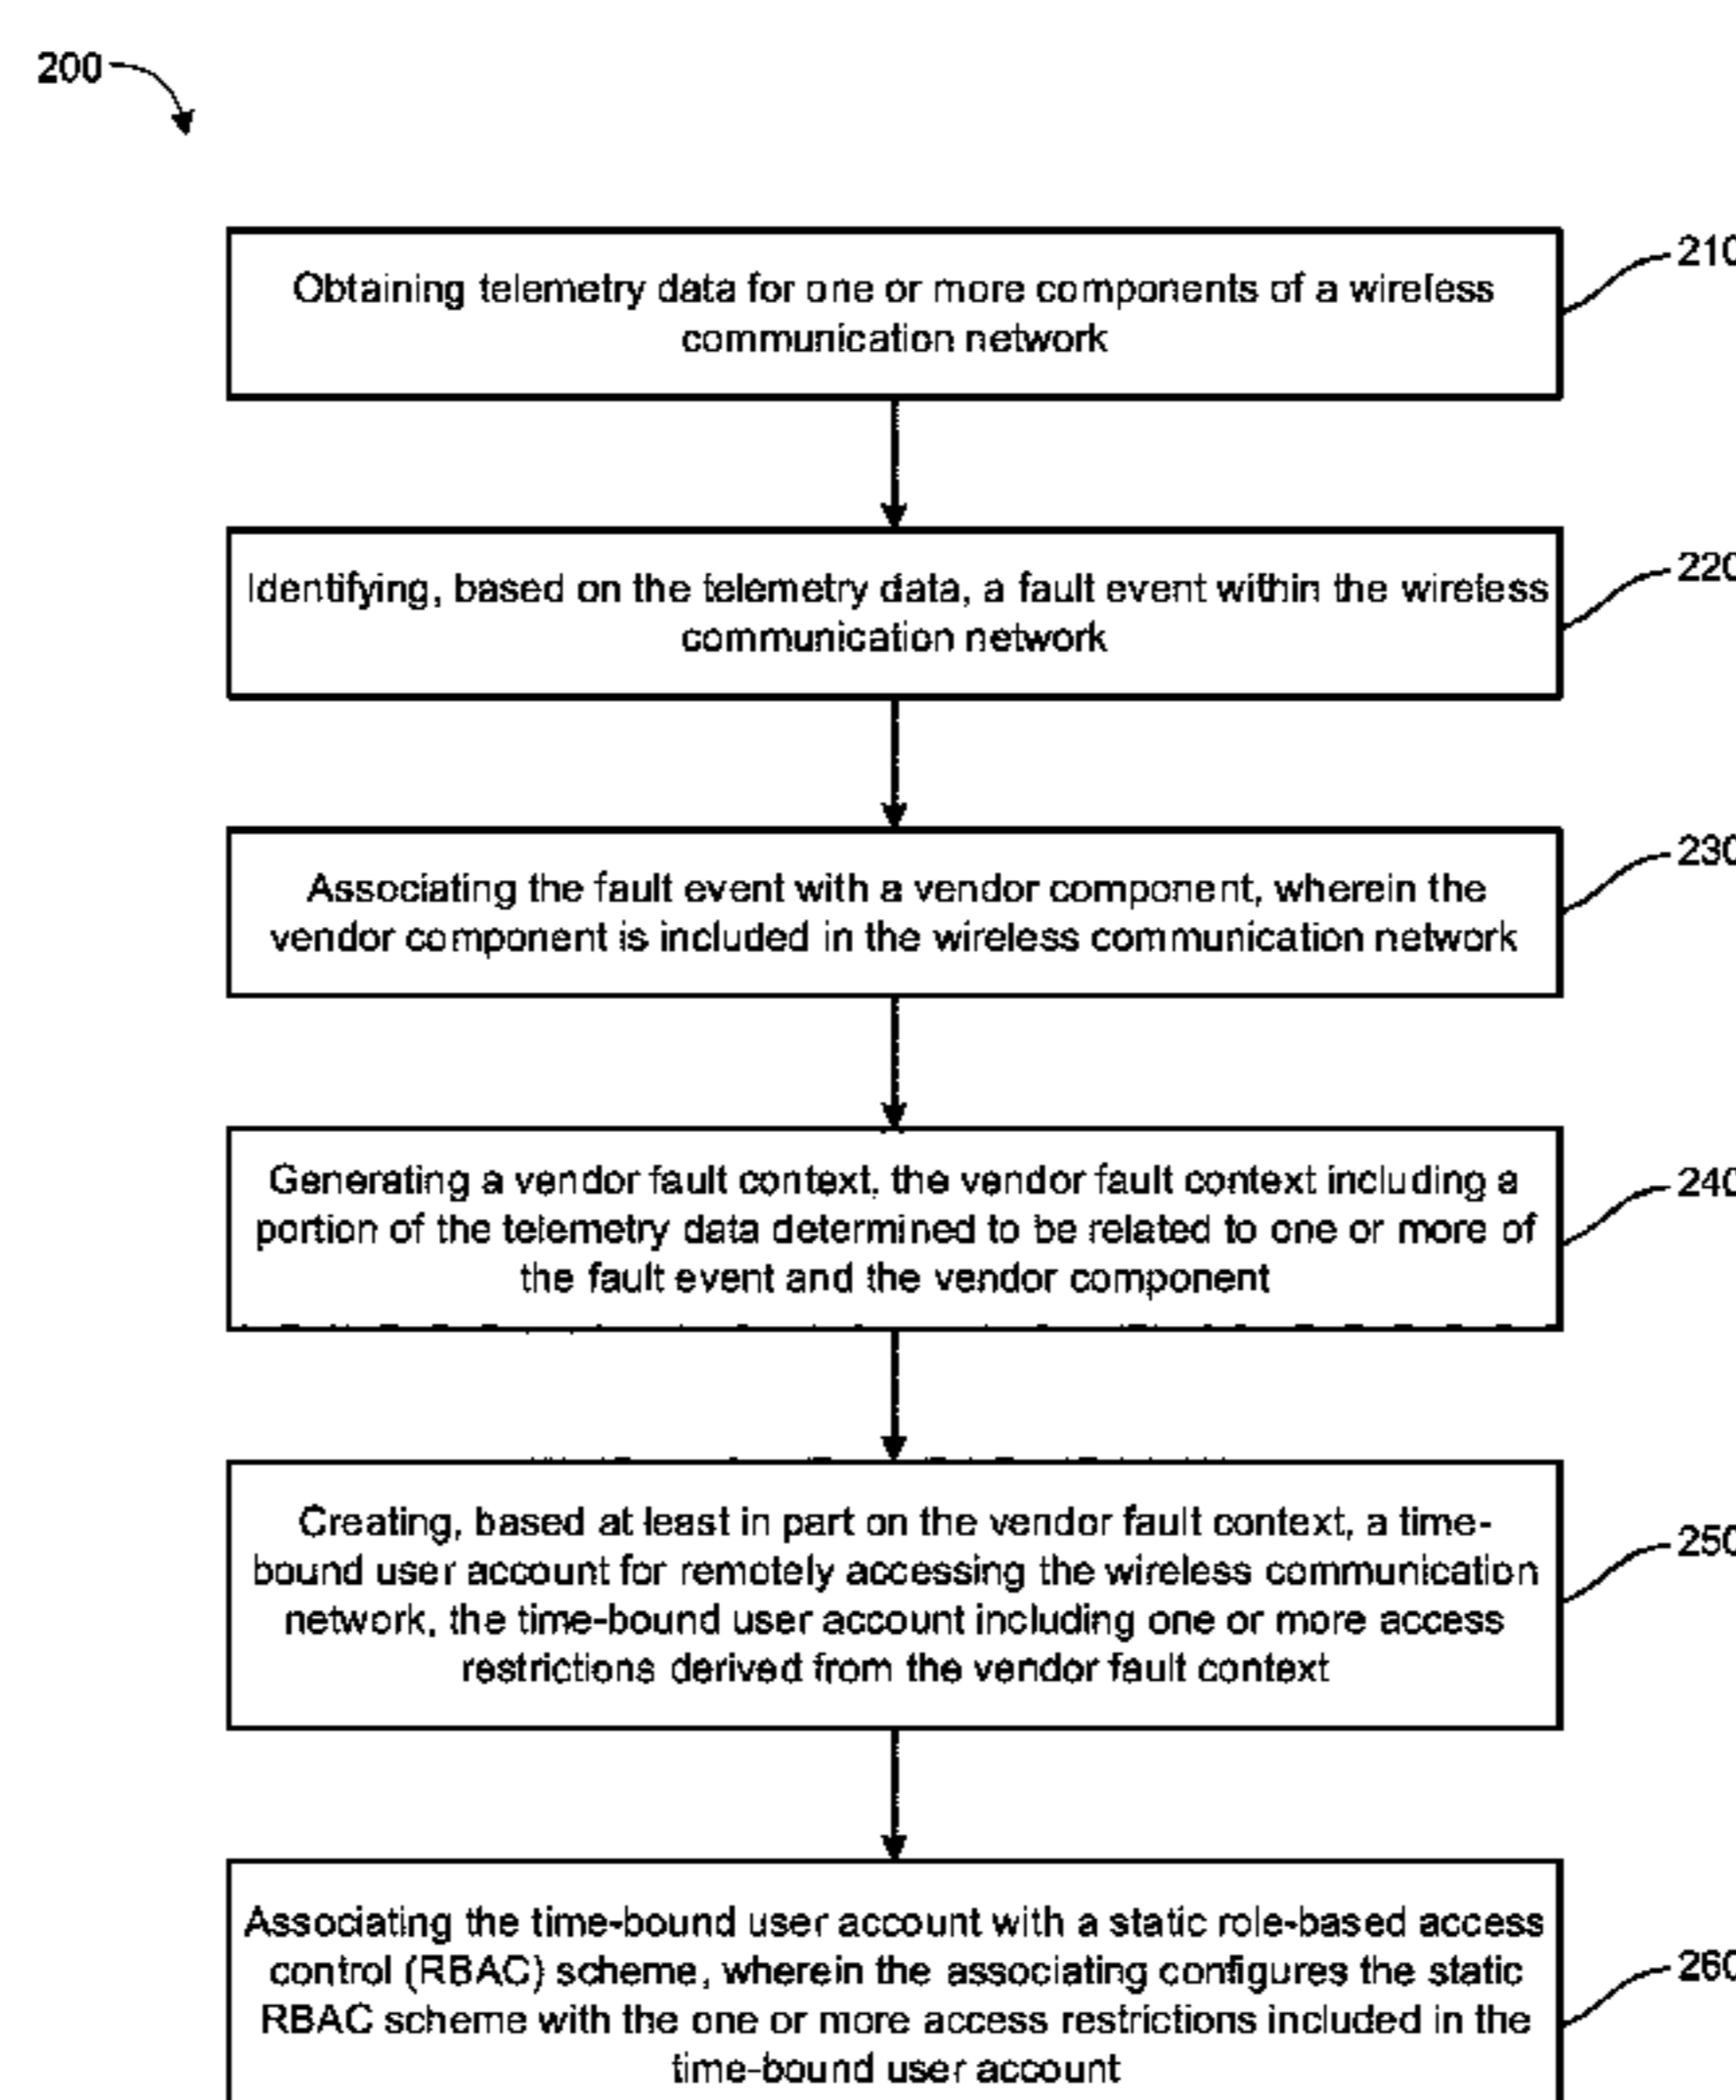 200
Obtaining telemetry data for one or more components of a wireless
communication network
210
Identifying, based on the telemetry data, a fault event within the wireless
communication network
220
Associating the fault event with a vendor component, wherein the
vendor component is included in the wireless communication network
230
Generating a vendor fault context, the vendor fault context including a
portion of the telemetry data determined to be related to one or more of
the fault event and the vendor component
240
Creating, based at least in part on the vendor fault context, a time-
bound user account for remotely accessing the wireless communication
network, the time-bound user account including one or more access
restrictions derived from the vendor fault context
250
Associating the time-bound user account with a static role-based access
control (RBAC) scheme, wherein the associating configures the static
RBAC scheme with the one or more access restrictions included in the
time-bound user account
260